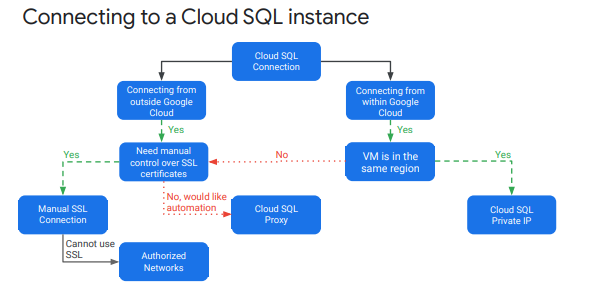 Connecting to a Cloud SQL instance
Cloud SQL
Connection
Connecting from
outside Google
Cloud
Connecting from
within Google
Cloud
Yes
Yes
Yes
Need manual
control over SSL
certificates
No
VM is in the
same region
Yes
No, would like
automation
Manual SSL
Connection
Cloud SQL
Proxy
Cloud SQL
Private IP
Cannot use
SSL
Authorized
Networks